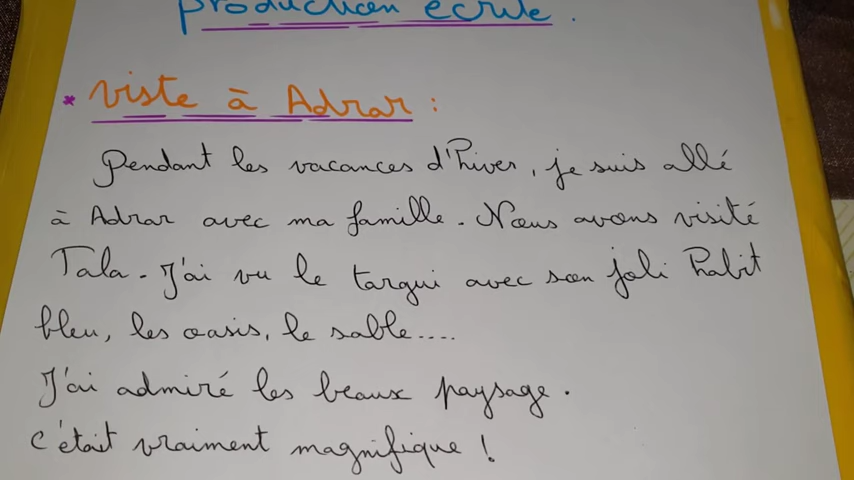 production écrite.
* viste à Adrar :
Pendant les vacances d'hiver, je suis allé
à Adrar avec ma famille. Nous avons visité
Tala. J'ai vu le targui avec son joli habit
bleu, les oasis, le sable....
J'ai admiré les beaux paysage.
c'était vraiment magnifique !